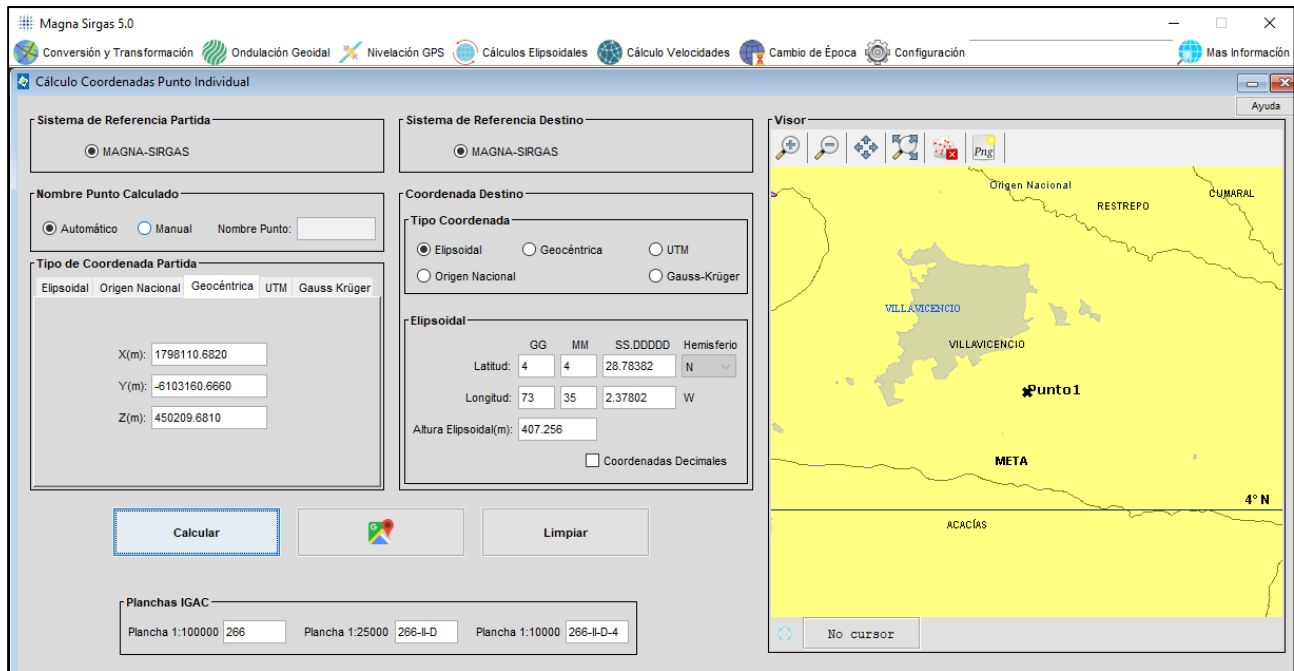 Magna Sirgas 5.0
Conversión y Transformación Ondulación Geoidal Nivelación GPS Cálculos Elipsoidales Cálculo Velocidades Cambio de Época Configuración Mas Información
Cálculo Coordenadas Punto Individual
Ayuda
Sistema de Referencia Partida
MAGNA-SIRGAS
Sistema de Referencia Destino
MAGNA-SIRGAS
Nombre Punto Calculado
Automático Manual Nombre Punto:
Tipo de Coordenada Partida
Elipsoidal Origen Nacional Geocéntrica UTM Gauss Krüger
X(m): 1798110.6820
Y(m): -6103160.6660
Z(m): 450209.6810
Coordenada Destino
Tipo Coordenada
Elipsoidal Geocéntrica UTM
Origen Nacional Gauss-Krüger
Elipsoidal
GG MM SS.DDDDD Hemisferio
Latitud: 4 4 28.78382 N
Longitud: 73 35 2.37802 W
Altura Elipsoidal(m): 407.256
Coordenadas Decimales
Calcular
Limpiar
Planchas IGAC
Plancha 1:100000 266 Plancha 1:25000 266-II-D Plancha 1:10000 266-II-D-4
Visor
Png
Origen Nacional
CUMARAL
RESTREPO
VILLAVICENCIO
VILLAVICENCIO
Punto1
META
4° N
ACACÍAS
No cursor